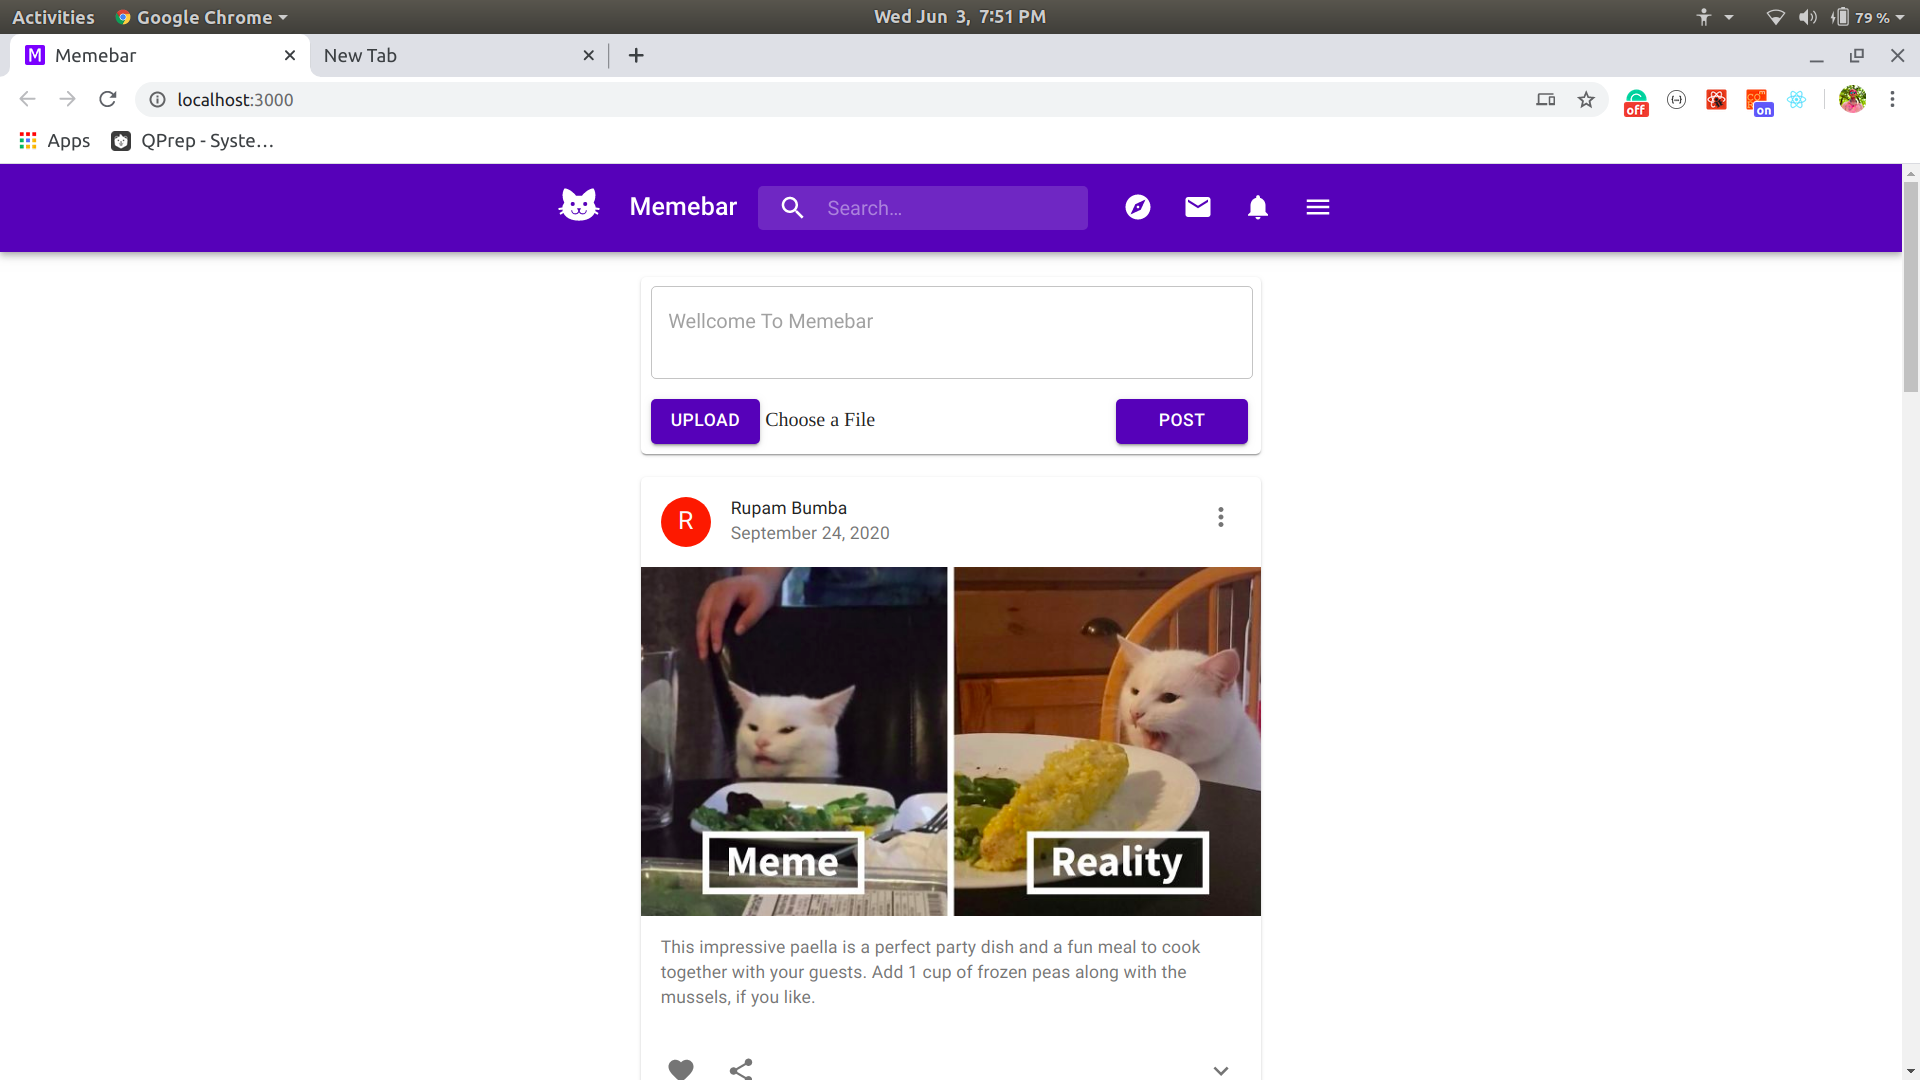 Activities
Google Chrome
Wed Jun 3, 7:51 PM
79 %
M Memebar
New Tab
localhost:3000
off
on
Apps
QPrep - Syste…
Memebar
Search…
Wellcome To Memebar
UPLOAD Choose a File
POST
R
Rupam Bumba
September 24, 2020
Meme
Reality
This impressive paella is a perfect party dish and a fun meal to cook
together with your guests. Add 1 cup of frozen peas along with the
mussels, if you like.